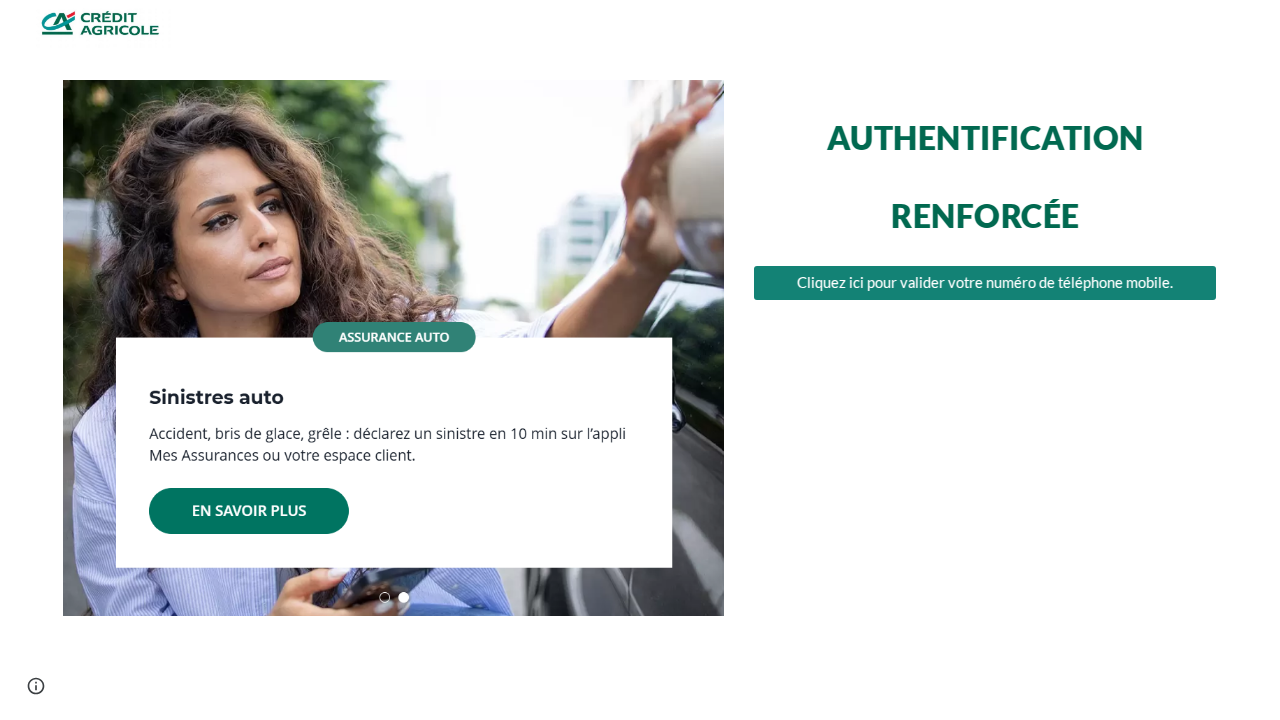 CRÉDIT
AGRICOLE
AUTHENTIFICATION
RENFORCÉE
Cliquez ici pour valider votre numéro de téléphone mobile.
ASSURANCE AUTO
Sinistres auto
Accident, bris de glace, grêle : déclarez un sinistre en 10 min sur l’appli
Mes Assurances ou votre espace client.
EN SAVOIR PLUS